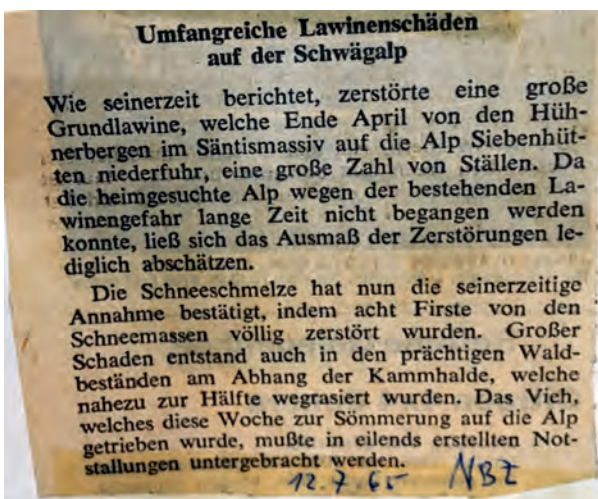 Umfangreiche Lawinenschäden
auf der Schwägalp
Wie seinerzeit berichtet, zerstörte eine große
Grundlawine, welche Ende April von den Hüh-
nerbergen im Säntismassiv auf die Alp Siebenhüt-
ten niederfuhr, eine große Zahl von Ställen. Da
die heimgesuchte Alp wegen der bestehenden La-
winengefahr lange Zeit nicht begangen werden
konnte, ließ sich das Ausmaß der Zerstörungen le-
diglich abschätzen.
Die Schneeschmelze hat nun die seinerzeitige
Annahme bestätigt, indem acht Firste von den
Schneemassen völlig zerstört wurden. Großer
Schaden entstand auch in den prächtigen Wald-
beständen am Abhang der Kammhalde, welche
nahezu zur Hälfte wegrasiert wurden. Das Vieh,
welches diese Woche zur Sömmerung auf die Alp
getrieben wurde, mußte in eilends erstellten Not-
stallungen untergebracht werden.
12.7.65 NBZ